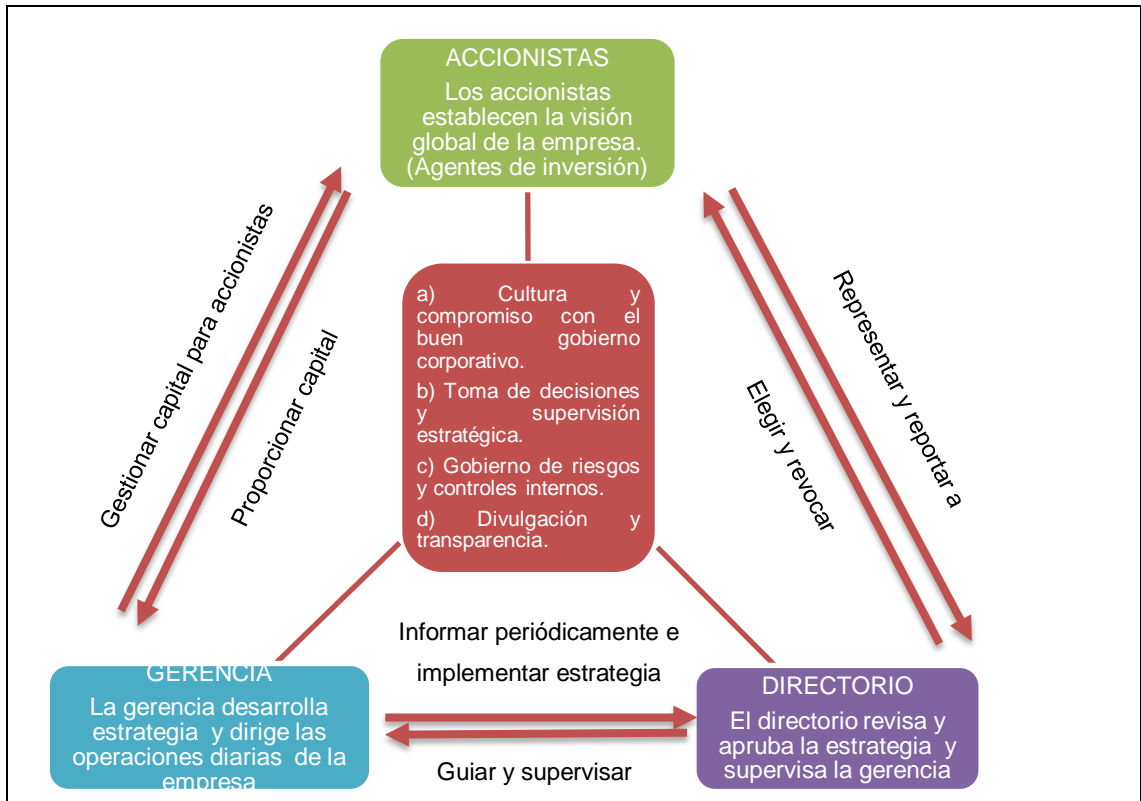 ACCIONISTAS
Los accionistas
establecen la visión
global de la empresa.
(Agentes de inversión)
Gestionar capital para accionistas
Proporcionar capital
a) Cultura y
compromiso con el
buen gobierno
corporativo.
b) Toma de decisiones
y supervisión
estratégica.
c) Gobierno de riesgos
y controles internos.
d) Divulgación y
transparencia.
Elegir y revocar
Representar y reportar a
Informar periódicamente e
implementar estrategia
GERENCIA
La gerencia desarrolla
estrategia y dirige las
operaciones diarias de la
empresa
Guiar y supervisar
DIRECTORIO
El directorio revisa y
apruba la estrategia y
supervisa la gerencia